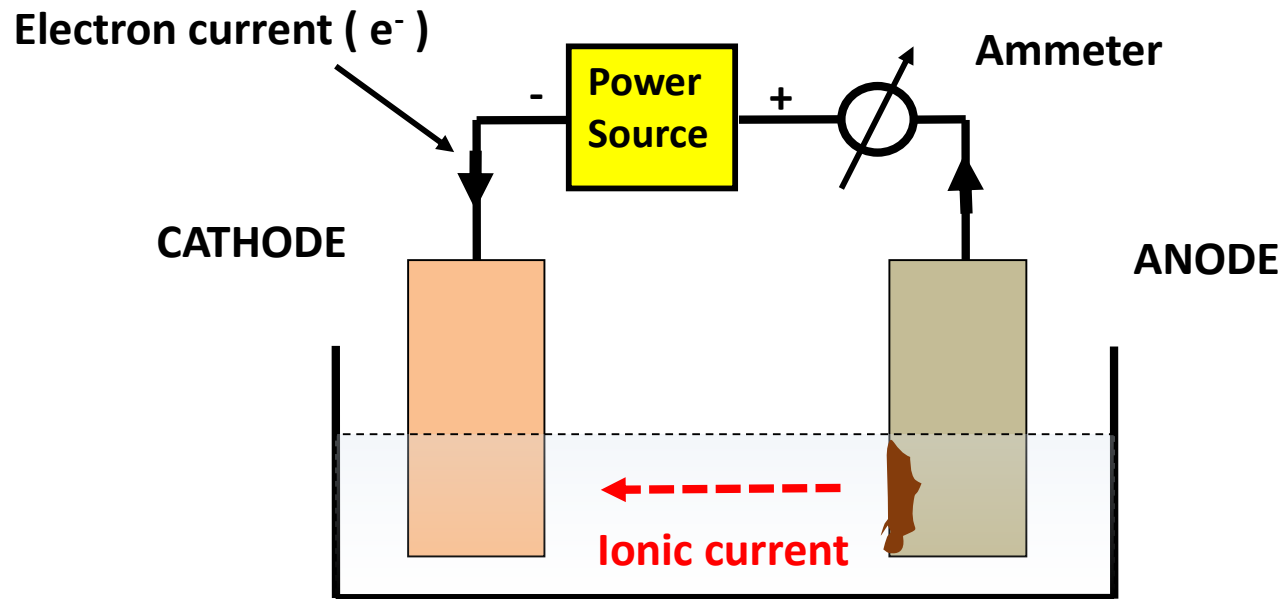 Electron current ( e⁻ )
-
Power
Source
+
Ammeter
CATHODE
ANODE
Ionic current